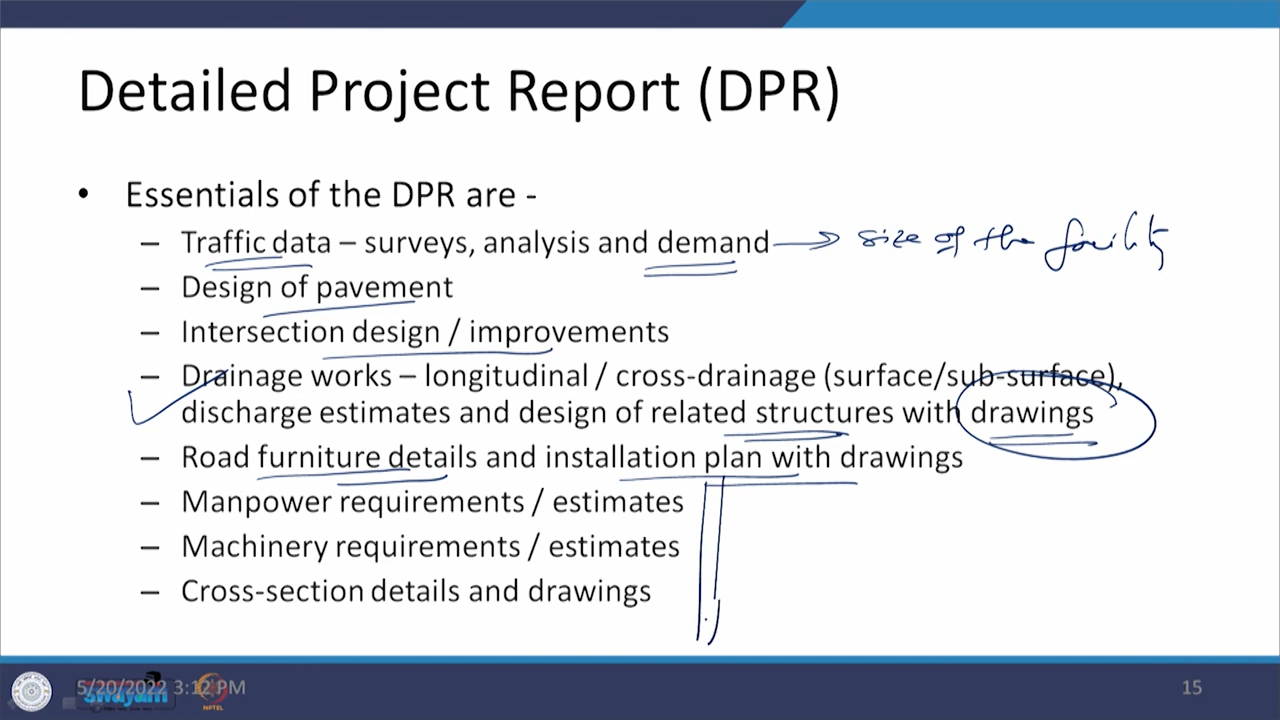 Detailed Project Report (DPR)
• Essentials of the DPR are -
– Traffic data – surveys, analysis and demand → size of the facility
– Design of pavement
– Intersection design / improvements
– Drainage works – longitudinal / cross-drainage (surface/sub-surface),
discharge estimates and design of related structures with drawings
– Road furniture details and installation plan with drawings
– Manpower requirements / estimates
– Machinery requirements / estimates
– Cross-section details and drawings
5/20/2022 3:12 PM
swayam
NPTEL
15